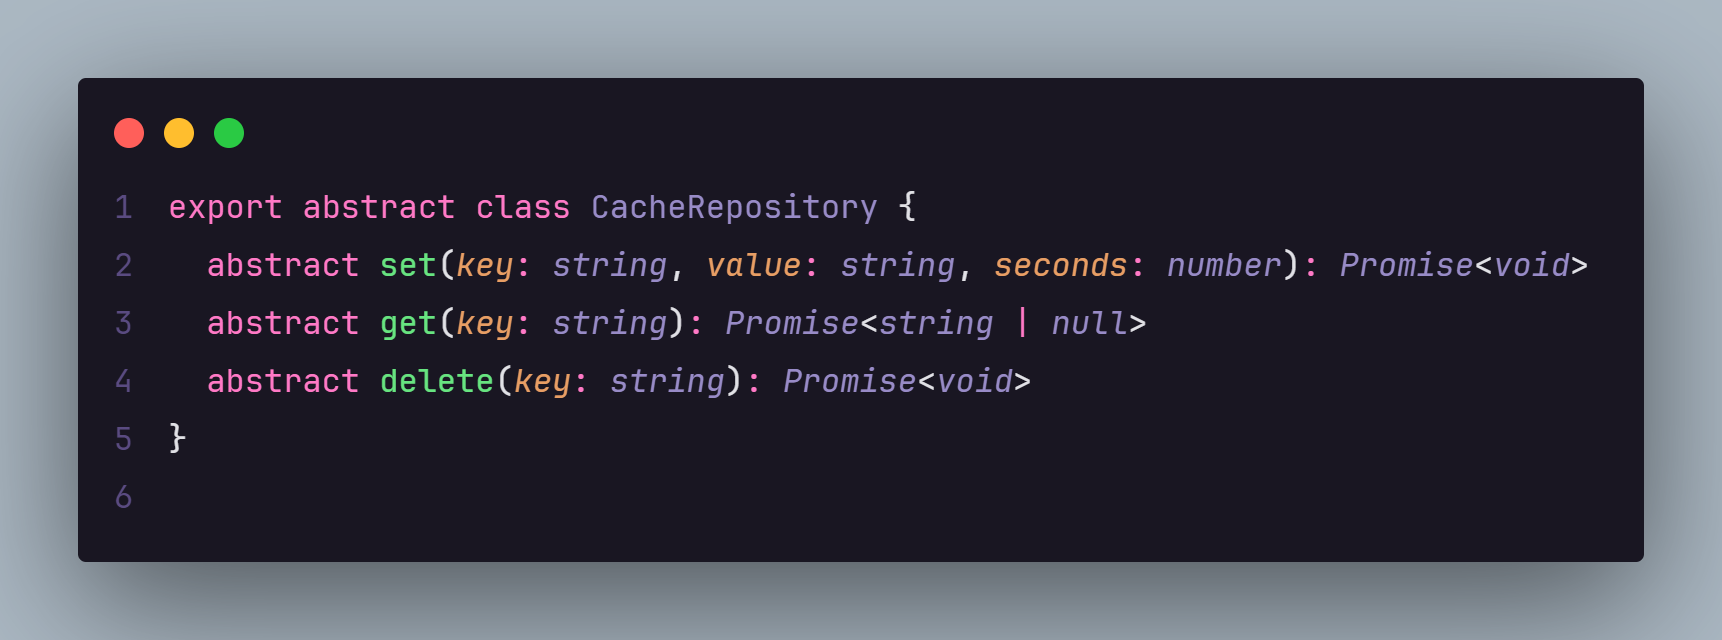 1 export abstract class CacheRepository {
2 abstract set(key: string, value: string, seconds: number): Promise<void>
3 abstract get(key: string): Promise<string | null>
4 abstract delete(key: string): Promise<void>
5 }
6